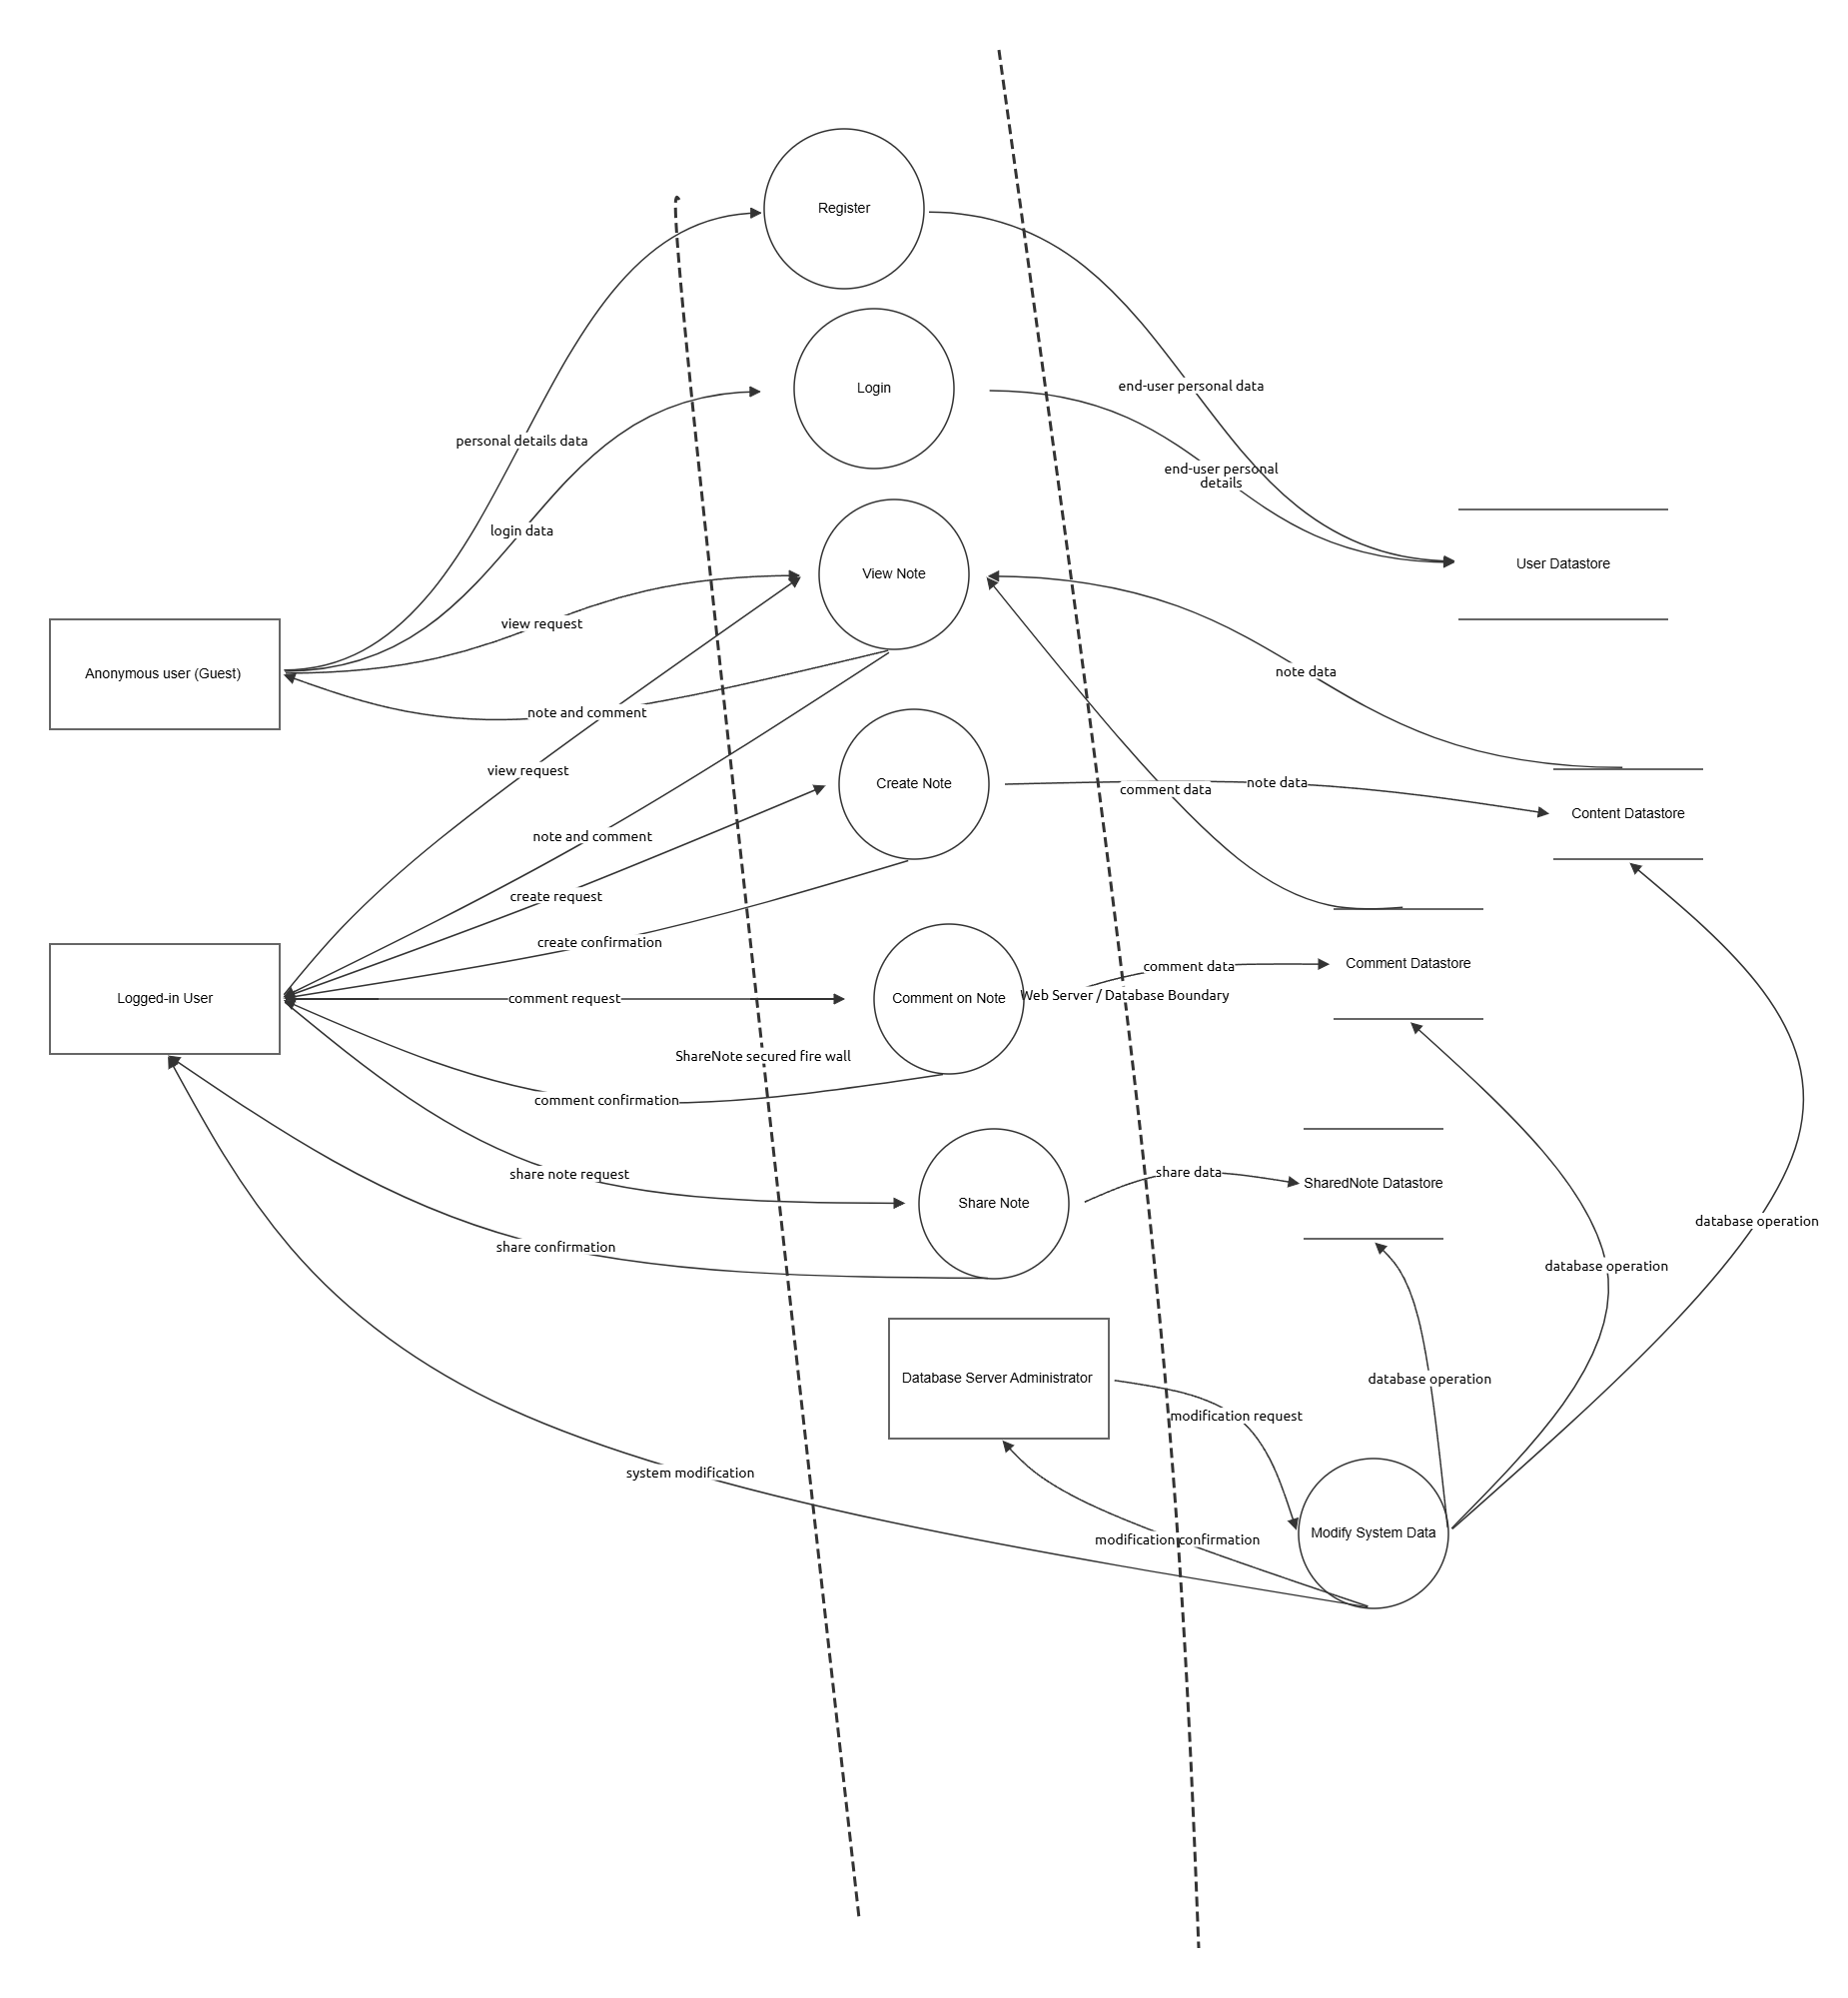 Register
Login
end-user personal data
personal details data
end-user personal
details
login data
User Datastore
View Note
view request
Anonymous user (Guest)
note data
note and comment
view request
Create Note
note data
comment data
Content Datastore
note and comment
create request
create confirmation
Comment Datastore
comment data
Logged-in User
comment request
Comment on Note
Web Server / Database Boundary
ShareNote secured fire wall
comment confirmation
share note request
share data
SharedNote Datastore
Share Note
database operation
share confirmation
database operation
Database Server Administrator
database operation
modification request
system modification
Modify System Data
modification confirmation